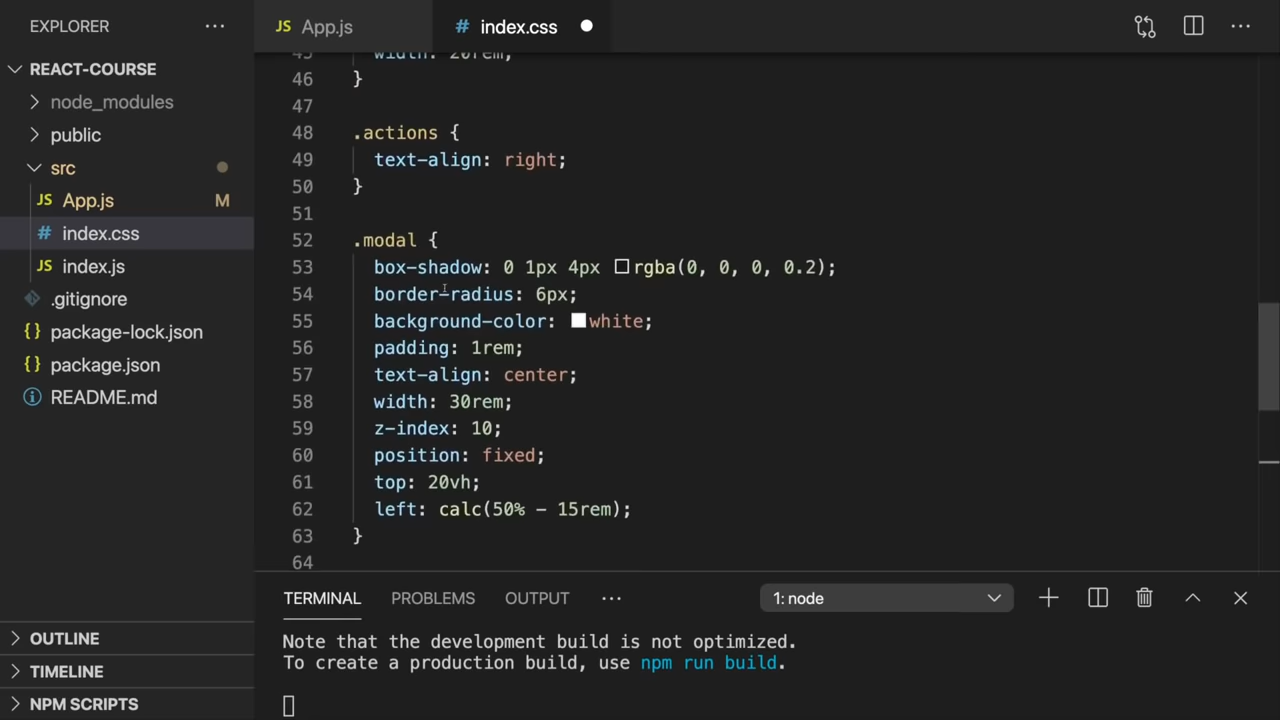 EXPLORER
REACT-COURSE
node_modules
public
src
JS App.js M
# index.css
JS index.js
.gitignore
{} package-lock.json
{} package.json
README.md
OUTLINE
TIMELINE
NPM SCRIPTS
JS App.js
# index.css
45 width: 20rem;
46 }
47
48 .actions {
49 text-align: right;
50 }
51
52 .modal {
53 box-shadow: 0 1px 4px rgba(0, 0, 0, 0.2);
54 border-radius: 6px;
55 background-color: white;
56 padding: 1rem;
57 text-align: center;
58 width: 30rem;
59 z-index: 10;
60 position: fixed;
61 top: 20vh;
62 left: calc(50% - 15rem);
63 }
64
TERMINAL PROBLEMS OUTPUT ··· 1: node
Note that the development build is not optimized.
To create a production build, use npm run build.